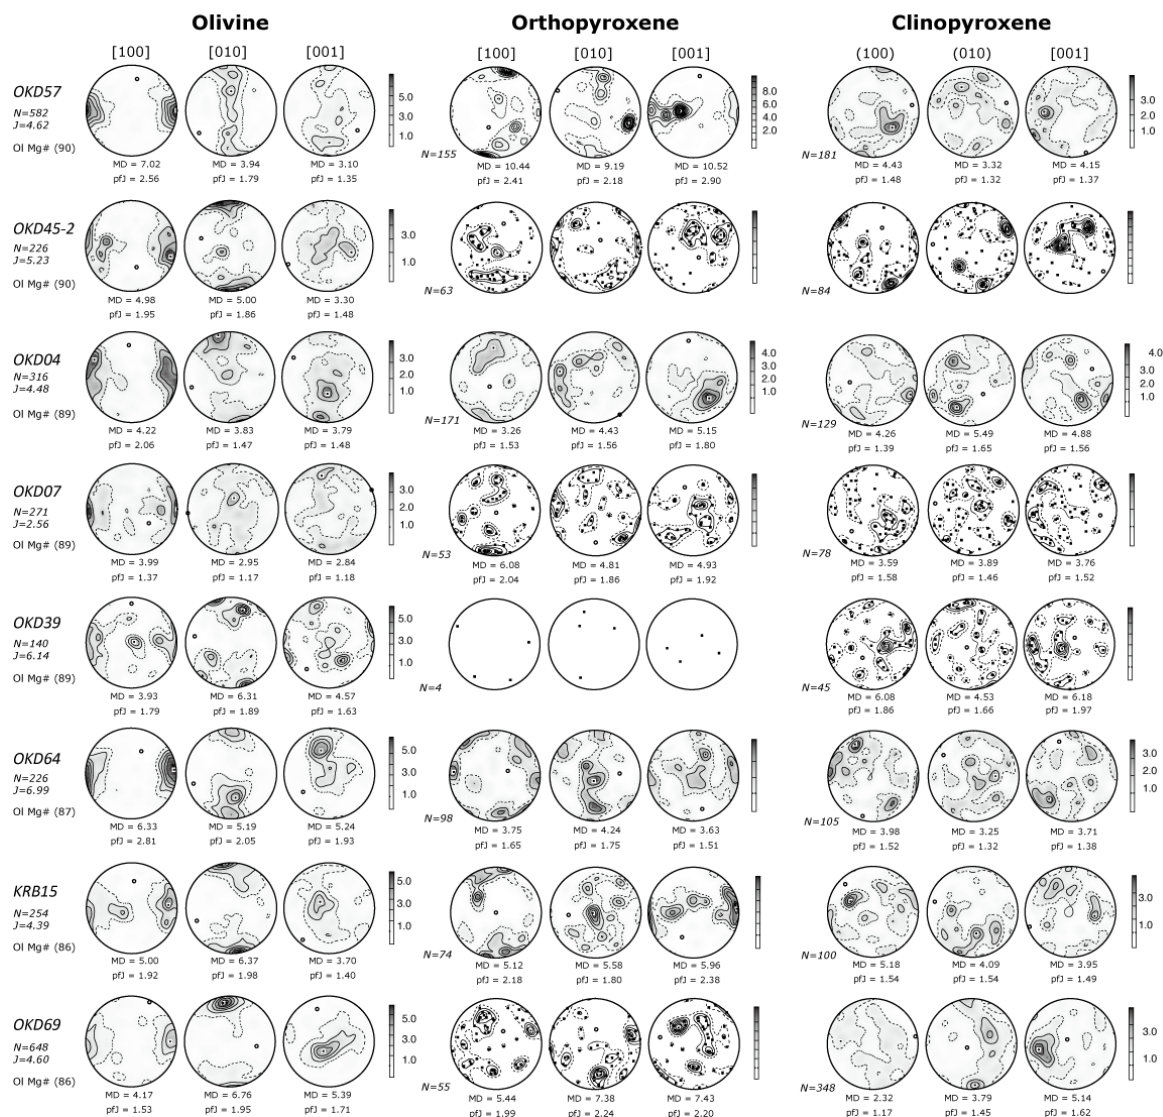 Olivine Orthopyroxene Clinopyroxene
[100] [010] [001] [100] [010] [001] (100) (010) [001]
OKD57
N=582
J=4.62
Ol Mg# (90)
5.0
3.0
1.0
MD = 7.02 MD = 3.94 MD = 3.10
pfJ = 2.56 pfJ = 1.79 pfJ = 1.35
N=155
8.0
6.0
4.0
2.0
MD = 10.44 MD = 9.19 MD = 10.52
pfJ = 2.41 pfJ = 2.18 pfJ = 2.90
N=181
3.0
2.0
1.0
MD = 4.43 MD = 3.32 MD = 4.15
pfJ = 1.48 pfJ = 1.32 pfJ = 1.37
OKD45-2
N=226
J=5.23
Ol Mg# (90)
3.0
2.0
1.0
MD = 4.98 MD = 5.00 MD = 3.30
pfJ = 1.95 pfJ = 1.86 pfJ = 1.48
N=63
N=84
OKD04
N=316
J=4.48
Ol Mg# (89)
3.0
2.0
1.0
MD = 4.22 MD = 3.83 MD = 3.79
pfJ = 2.06 pfJ = 1.47 pfJ = 1.48
N=171
4.0
3.0
2.0
1.0
MD = 3.26 MD = 4.43 MD = 5.15
pfJ = 1.53 pfJ = 1.56 pfJ = 1.80
N=129
4.0
3.0
2.0
1.0
MD = 4.26 MD = 5.49 MD = 4.88
pfJ = 1.39 pfJ = 1.65 pfJ = 1.56
OKD07
N=271
J=2.56
Ol Mg# (89)
3.0
2.0
1.0
MD = 3.99 MD = 2.95 MD = 2.84
pfJ = 1.37 pfJ = 1.17 pfJ = 1.18
N=53
MD = 6.08 MD = 4.81 MD = 4.93
pfJ = 2.04 pfJ = 1.86 pfJ = 1.92
N=78
MD = 3.59 MD = 3.89 MD = 3.76
pfJ = 1.58 pfJ = 1.46 pfJ = 1.52
OKD39
N=140
J=6.14
Ol Mg# (89)
5.0
3.0
1.0
MD = 3.93 MD = 6.31 MD = 4.57
pfJ = 1.79 pfJ = 1.89 pfJ = 1.63
N=4
N=45
MD = 6.08 MD = 4.53 MD = 6.18
pfJ = 1.86 pfJ = 1.66 pfJ = 1.97
OKD64
N=226
J=6.99
Ol Mg# (87)
5.0
3.0
1.0
MD = 6.33 MD = 5.19 MD = 5.24
pfJ = 2.81 pfJ = 2.05 pfJ = 1.93
N=98
3.0
2.0
1.0
MD = 3.75 MD = 4.24 MD = 3.63
pfJ = 1.65 pfJ = 1.75 pfJ = 1.51
N=105
3.0
2.0
1.0
MD = 3.98 MD = 3.25 MD = 3.71
pfJ = 1.52 pfJ = 1.32 pfJ = 1.38
KRB15
N=254
J=4.39
Ol Mg# (86)
5.0
3.0
1.0
MD = 5.00 MD = 6.37 MD = 3.70
pfJ = 1.92 pfJ = 1.98 pfJ = 1.40
N=74
MD = 5.12 MD = 5.58 MD = 5.96
pfJ = 2.18 pfJ = 1.80 pfJ = 2.38
N=100
3.0
1.0
MD = 5.18 MD = 4.09 MD = 3.95
pfJ = 1.54 pfJ = 1.54 pfJ = 1.49
OKD69
N=648
J=4.60
Ol Mg# (86)
5.0
3.0
1.0
MD = 4.17 MD = 6.76 MD = 5.39
pfJ = 1.53 pfJ = 1.95 pfJ = 1.71
N=55
MD = 5.44 MD = 7.38 MD = 7.43
pfJ = 1.99 pfJ = 2.24 pfJ = 2.20
N=348
3.0
1.0
MD = 2.32 MD = 3.79 MD = 5.14
pfJ = 1.17 pfJ = 1.45 pfJ = 1.62